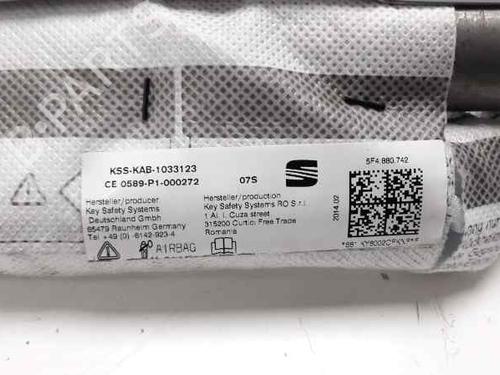 KSS-KAB-1033123
CE 0589-P1-000272
07S
5F4.880.742
2014.02
Hersteller/producer
Key Safety Systems
Deutschland Gmbh
65479 Raunheim Germany
Tel +49 (0) -6142-923-4
AIRBAG
Hersteller/production
Key Safety Systems RO S.r.l.
1 Al. I. Cuza street
315200 Curtici Free Trade
Romania